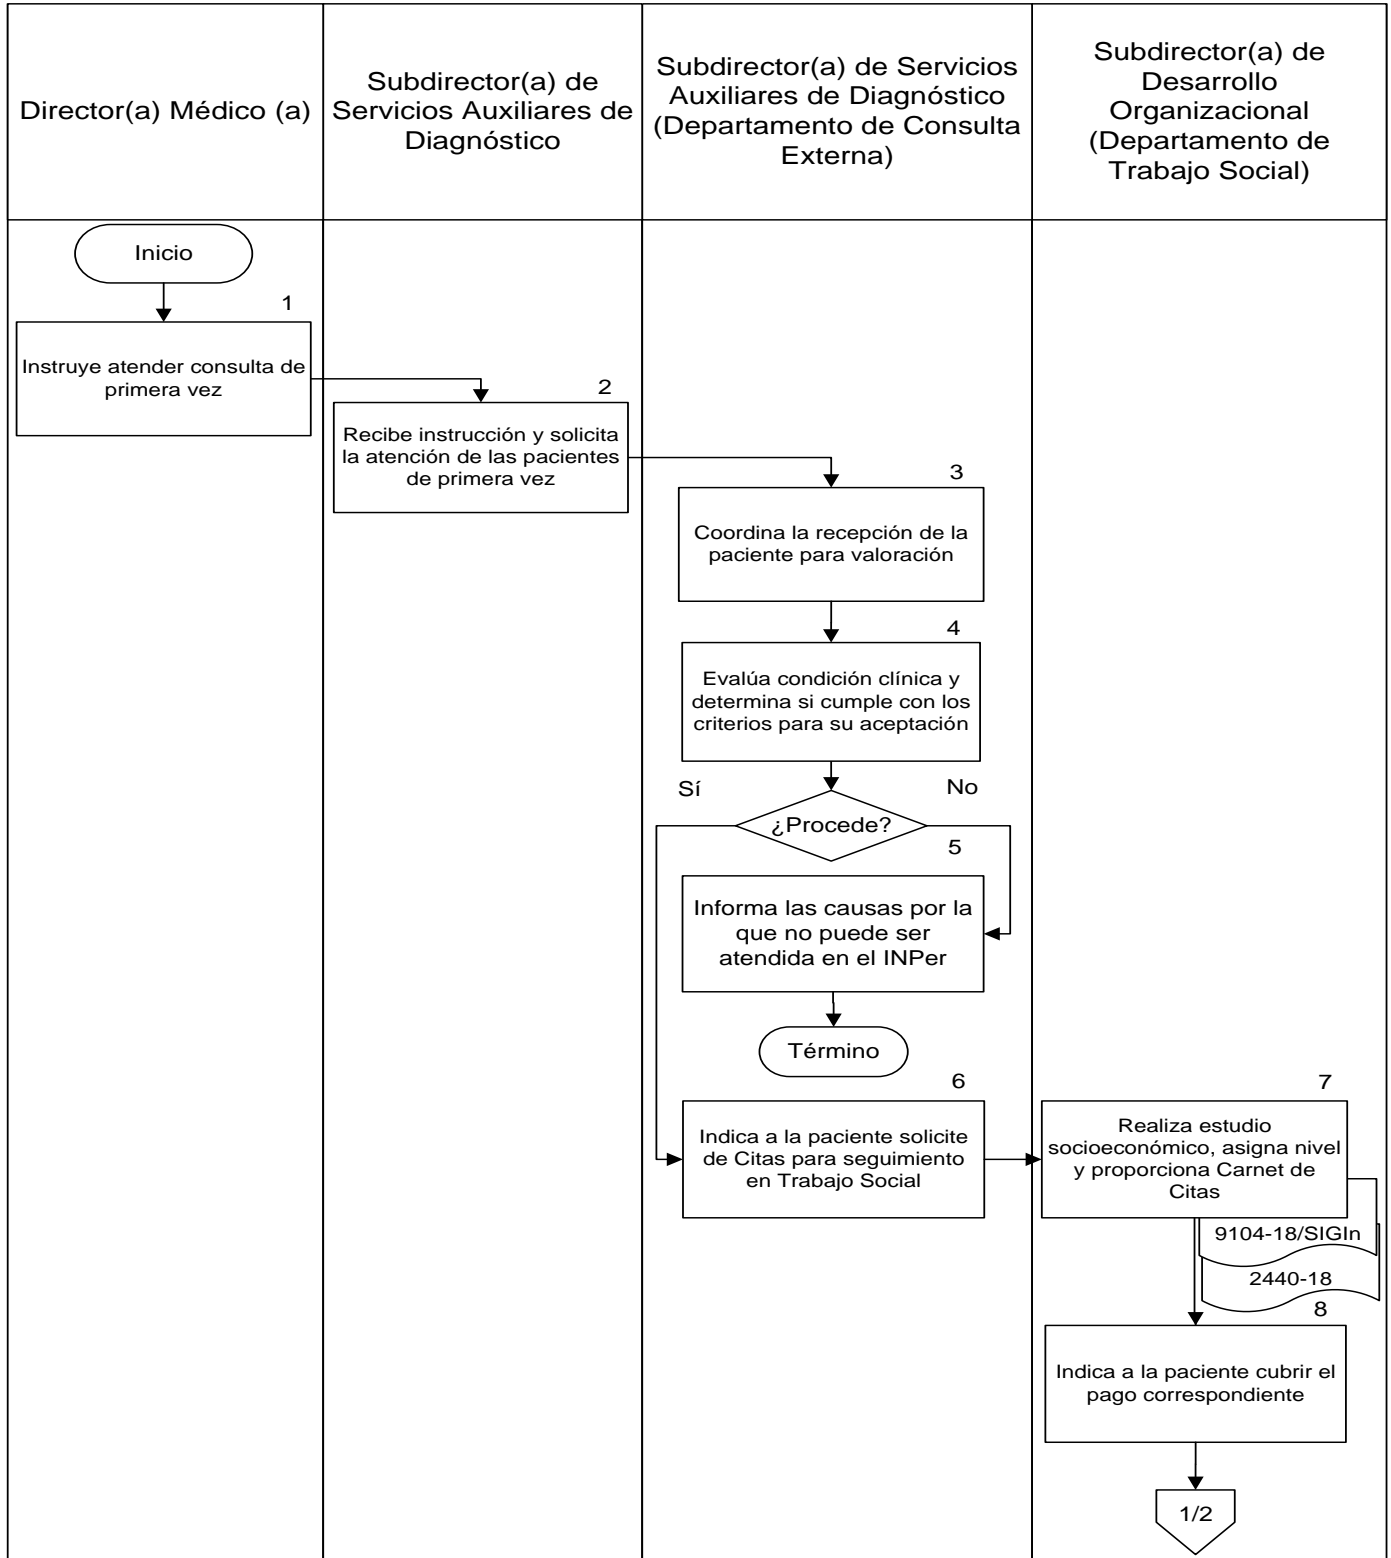 Director(a) Médico (a)
Subdirector(a) de
Servicios Auxiliares de
Diagnóstico
Subdirector(a) de Servicios
Auxiliares de Diagnóstico
(Departamento de Consulta
Externa)
Subdirector(a) de
Desarrollo
Organizacional
(Departamento de
Trabajo Social)
Inicio
1
Instruye atender consulta de
primera vez
2
Recibe instrucción y solicita
la atención de las pacientes
de primera vez
3
Coordina la recepción de la
paciente para valoración
4
Evalúa condición clínica y
determina si cumple con los
criterios para su aceptación
Sí
No
¿Procede?
5
Informa las causas por la
que no puede ser
atendida en el INPer
Término
6
Indica a la paciente solicite
de Citas para seguimiento
en Trabajo Social
7
Realiza estudio
socioeconómico, asigna nivel
y proporciona Carnet de
Citas
9104-18/SIGIn
2440-18
8
Indica a la paciente cubrir el
pago correspondiente
1/2